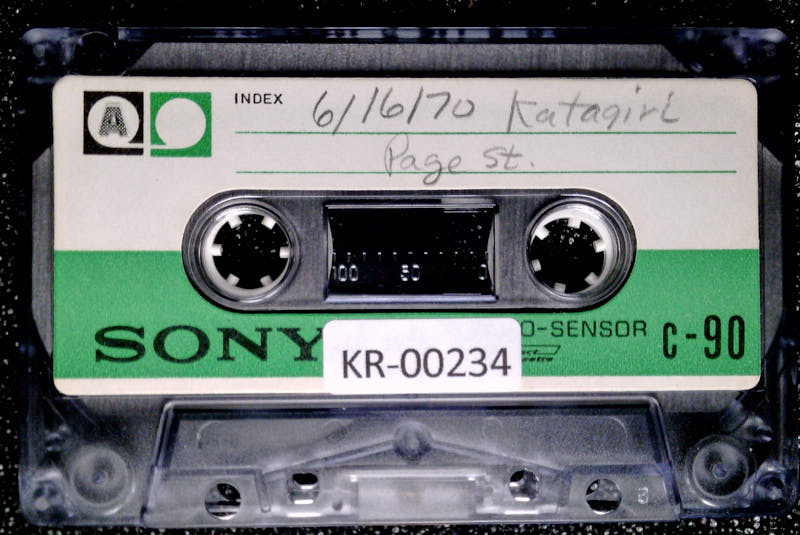 A INDEX 6/16/70 Katagiri
Page St.
100 50 0
SONY O-SENSOR C-90
KR-00234